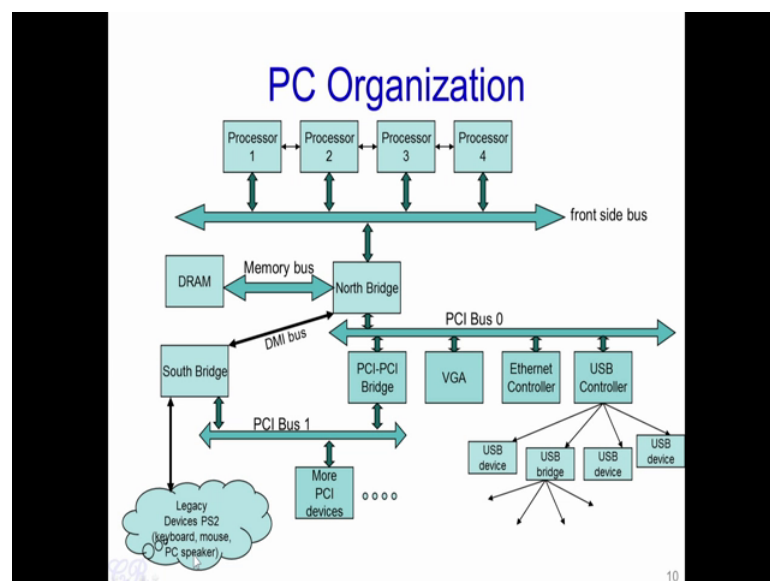 PC Organization
Processor
1
Processor
2
Processor
3
Processor
4
front side bus
DRAM
Memory bus
North Bridge
DMI bus
PCI Bus 0
South Bridge
PCI-PCI
Bridge
VGA
Ethernet
Controller
USB
Controller
PCI Bus 1
USB
device
USB
bridge
USB
device
USB
device
More
PCI
devices
Legacy
Devices PS2
(keyboard, mouse,
PC speaker)
10